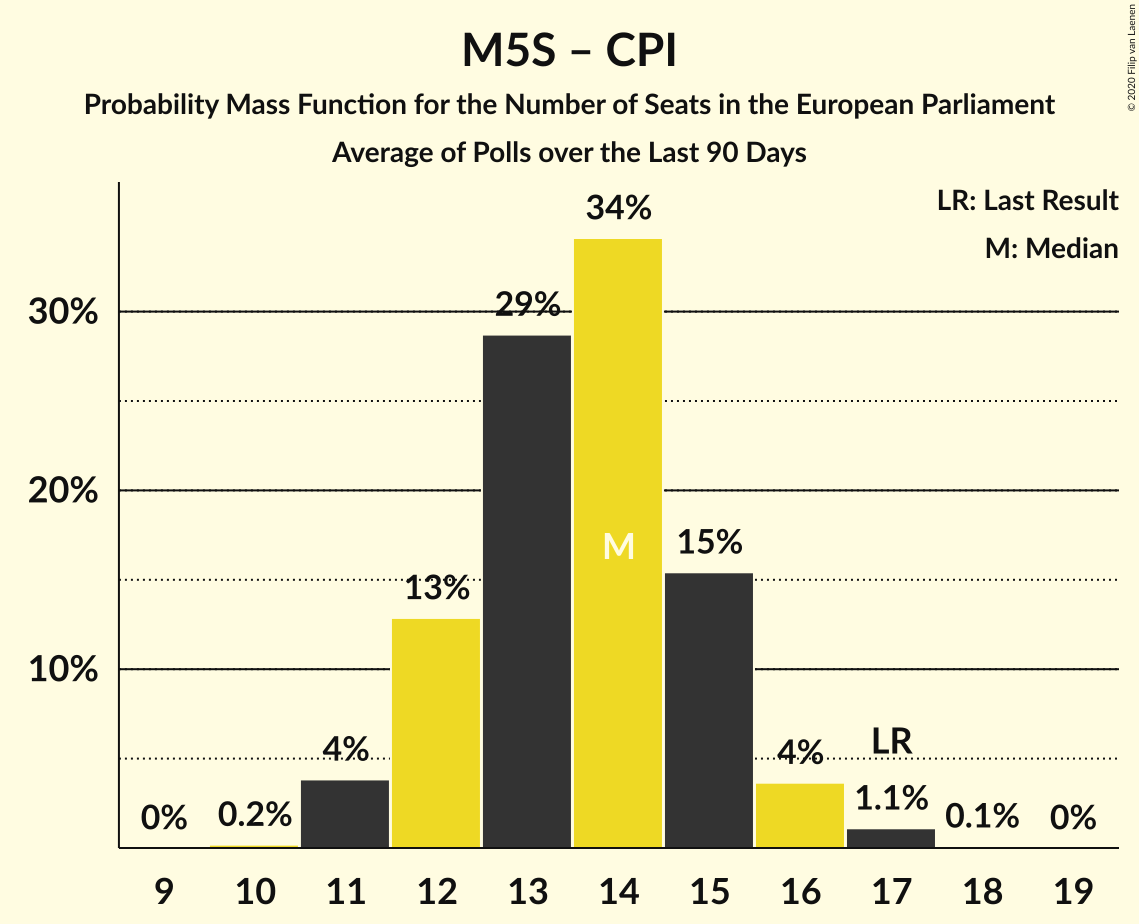 M5S – CPI
Probability Mass Function for the Number of Seats in the European Parliament
Average of Polls over the Last 90 Days
© 2020 Filip van Laenen
LR: Last Result
M: Median
30%
20%
10%
0%
0.2%
4%
13%
29%
34%
M
15%
4%
LR
1.1%
0.1%
0%
9 10 11 12 13 14 15 16 17 18 19